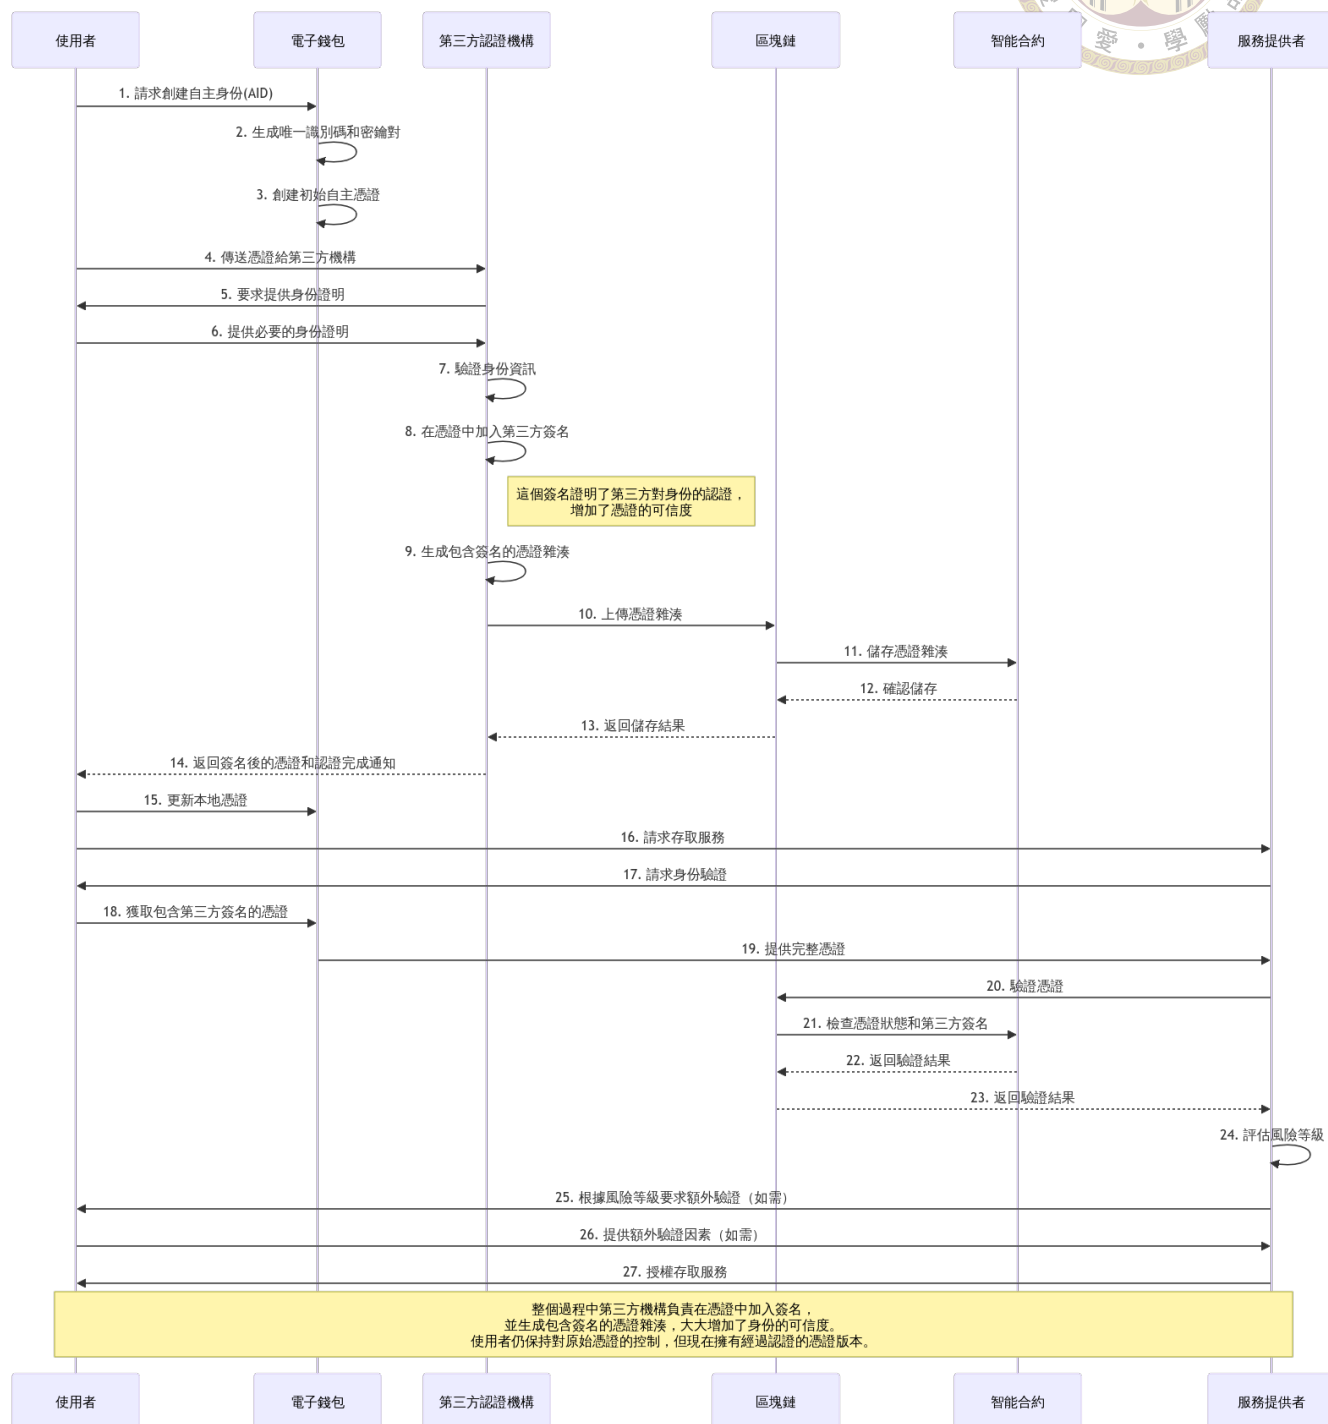 使用者
電子錢包
第三方認證機構
區塊鏈
智能合約
服務提供者
愛 · 學
1. 請求創建自主身份(AID)
2. 生成唯一識別碼和密鑰對
3. 創建初始自主憑證
4. 傳送憑證給第三方機構
5. 要求提供身份證明
6. 提供必要的身份證明
7. 驗證身份資訊
8. 在憑證中加入第三方簽名
這個簽名證明了第三方對身份的認證，
增加了憑證的可信度
9. 生成包含簽名的憑證雜湊
10. 上傳憑證雜湊
11. 儲存憑證雜湊
12. 確認儲存
13. 返回儲存結果
14. 返回簽名後的憑證和認證完成通知
15. 更新本地憑證
16. 請求存取服務
17. 請求身份驗證
18. 獲取包含第三方簽名的憑證
19. 提供完整憑證
20. 驗證憑證
21. 檢查憑證狀態和第三方簽名
22. 返回驗證結果
23. 返回驗證結果
24. 評估風險等級
25. 根據風險等級要求額外驗證（如需）
26. 提供額外驗證因素（如需）
27. 授權存取服務
整個過程中第三方機構負責在憑證中加入簽名，
並生成包含簽名的憑證雜湊，大大增加了身份的可信度。
使用者仍保持對原始憑證的控制，但現在擁有經過認證的憑證版本。
使用者
電子錢包
第三方認證機構
區塊鏈
智能合約
服務提供者